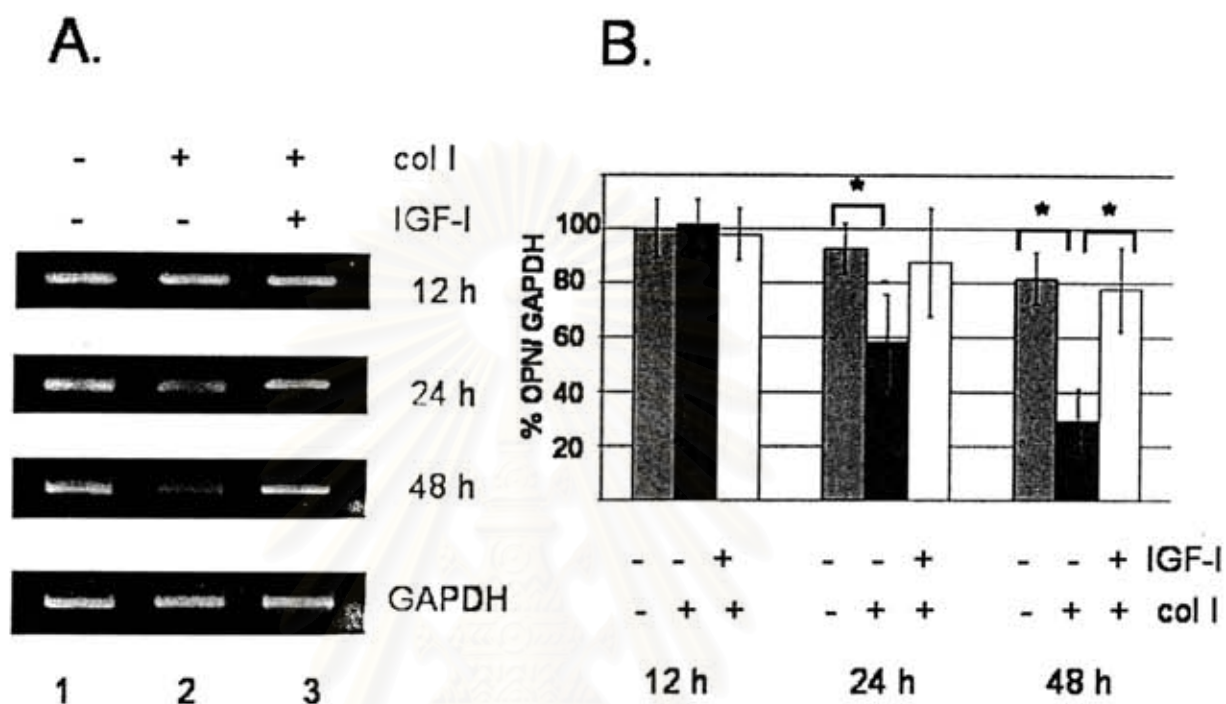 A.
- + + col I
- - + IGF-I
12 h
24 h
48 h
GAPDH
1 2 3
B.
% OPN/ GAPDH
100
80
60
40
20
*
* *
- - + - - + - - + IGF-I
- + + - + + - + + col I
12 h 24 h 48 h